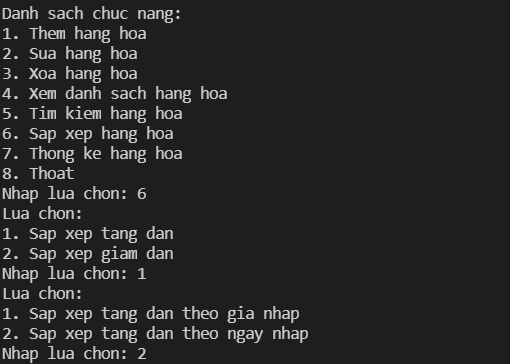 Danh sach chuc nang:
1. Them hang hoa
2. Sua hang hoa
3. Xoa hang hoa
4. Xem danh sach hang hoa
5. Tim kiem hang hoa
6. Sap xep hang hoa
7. Thong ke hang hoa
8. Thoat
Nhap lua chon: 6
Lua chon:
1. Sap xep tang dan
2. Sap xep giam dan
Nhap lua chon: 1
Lua chon:
1. Sap xep tang dan theo gia nhap
2. Sap xep tang dan theo ngay nhap
Nhap lua chon: 2